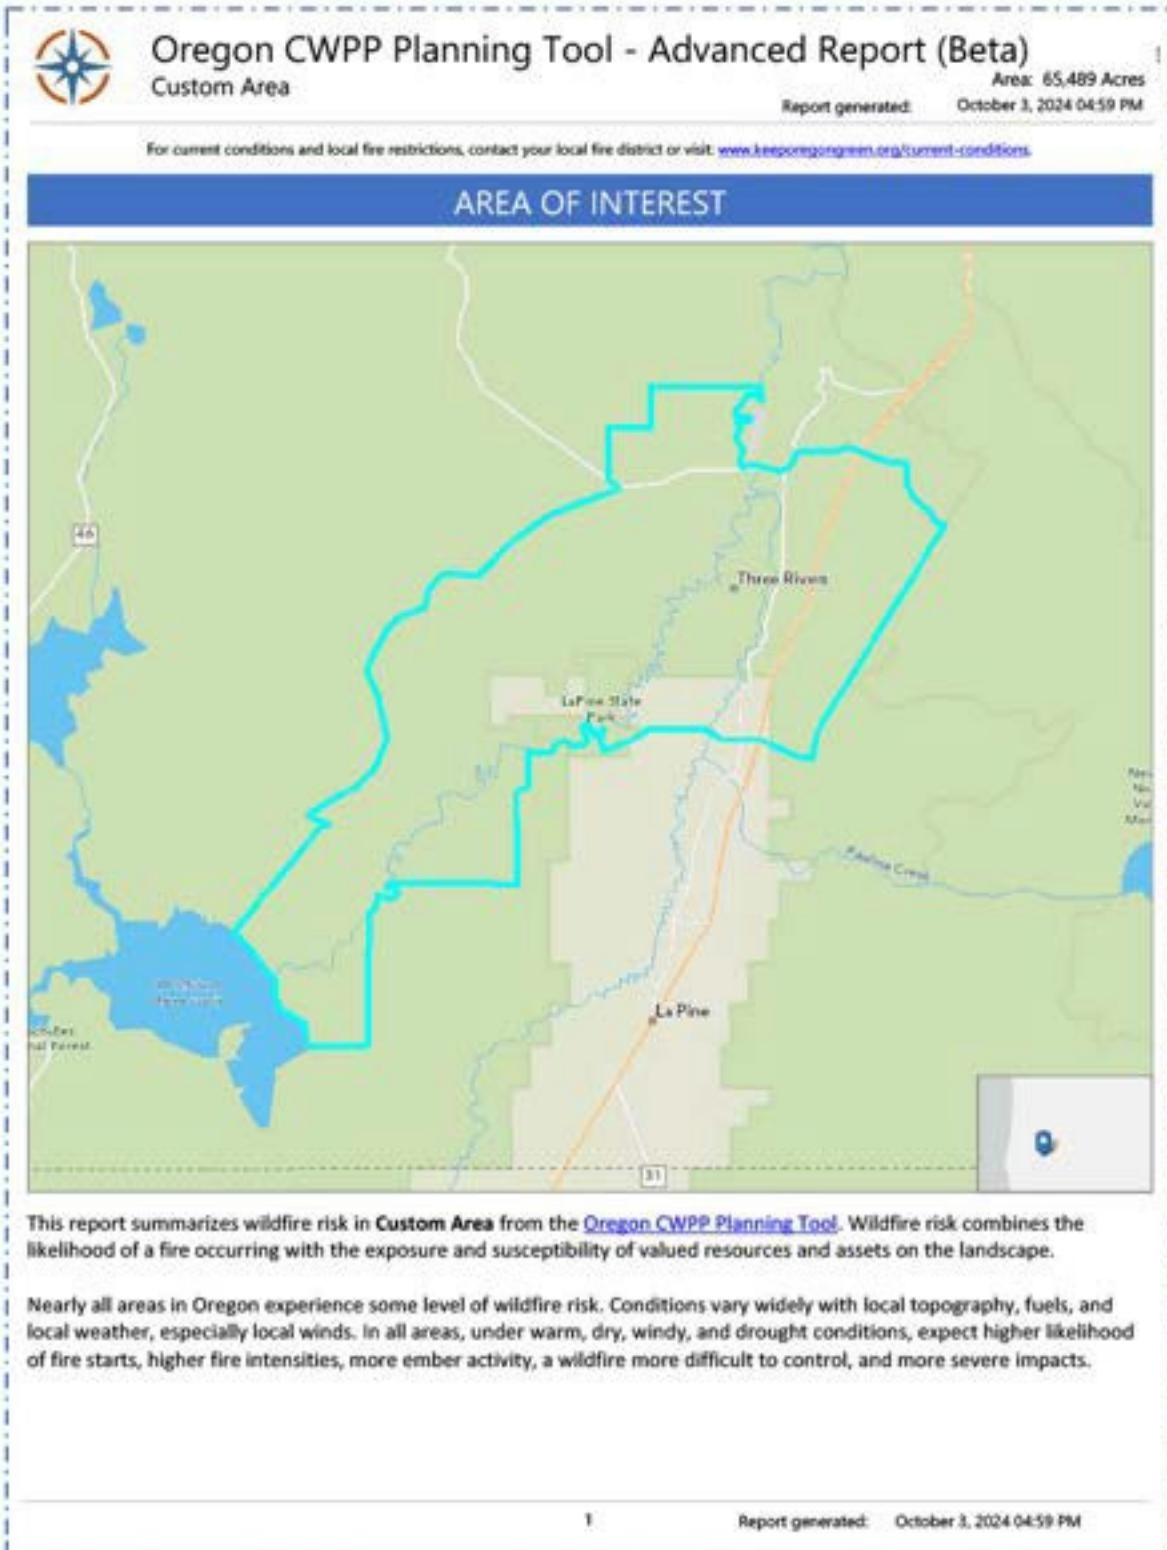 Oregon CWPP Planning Tool - Advanced Report (Beta)
Custom Area
Area: 65,489 Acres
Report generated: October 3, 2024 04:59 PM
For current conditions and local fire restrictions, contact your local fire district or visit: www.keeporegongreen.org/current-conditions.
AREA OF INTEREST
46
Three Rivers
LaPine State
Park
Paulina Creek
La Pine
31
This report summarizes wildfire risk in Custom Area from the Oregon CWPP Planning Tool. Wildfire risk combines the
likelihood of a fire occurring with the exposure and susceptibility of valued resources and assets on the landscape.
Nearly all areas in Oregon experience some level of wildfire risk. Conditions vary widely with local topography, fuels, and
local weather, especially local winds. In all areas, under warm, dry, windy, and drought conditions, expect higher likelihood
of fire starts, higher fire intensities, more ember activity, a wildfire more difficult to control, and more severe impacts.
1
Report generated: October 3, 2024 04:59 PM